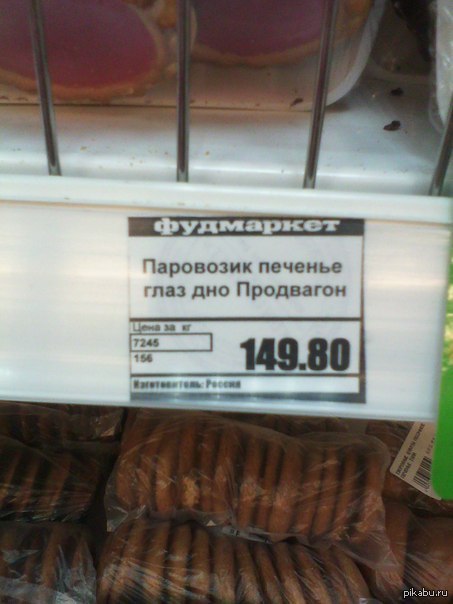 фудмаркет
Паровозик печенье
глаз дно Продвагон
Цена за кг
7245
149.80
156
Изготовитель: Россия
pikabu.ru